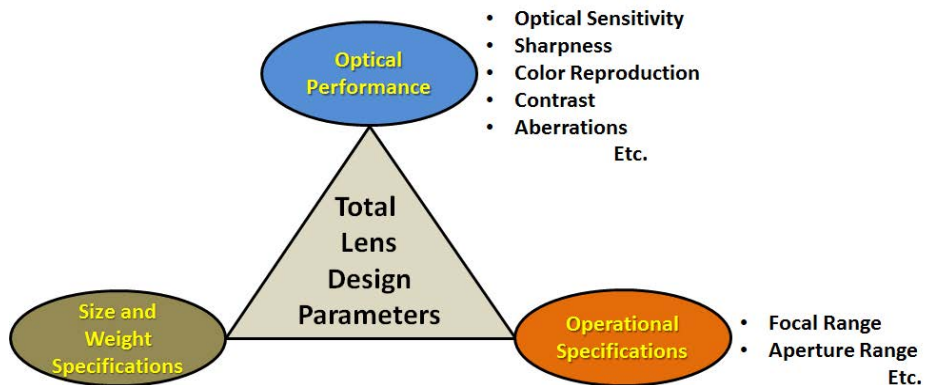 Optical
Performance
• Optical Sensitivity
• Sharpness
• Color Reproduction
• Contrast
• Aberrations
Etc.
Total
Lens
Design
Parameters
Size and
Weight
Specifications
Operational
Specifications
• Focal Range
• Aperture Range
Etc.